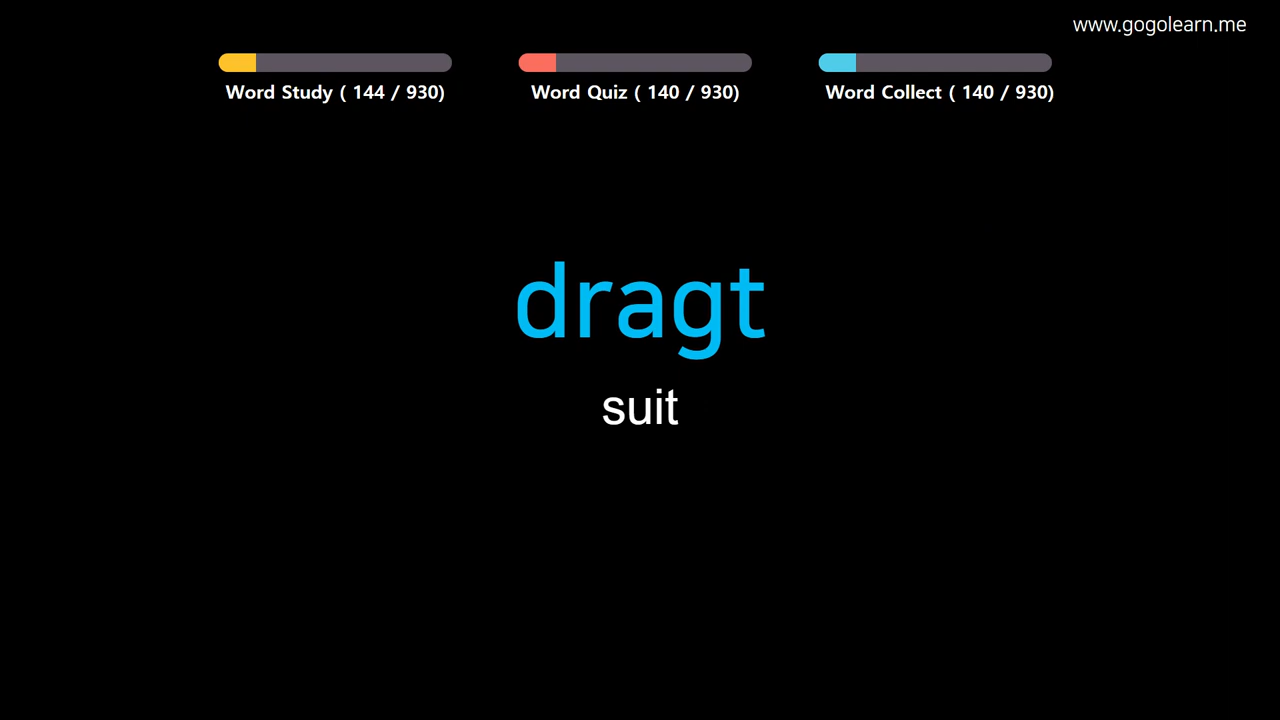 www.gogolearn.me
Word Study ( 144 / 930)
Word Quiz ( 140 / 930)
Word Collect ( 140 / 930)
dragt
suit